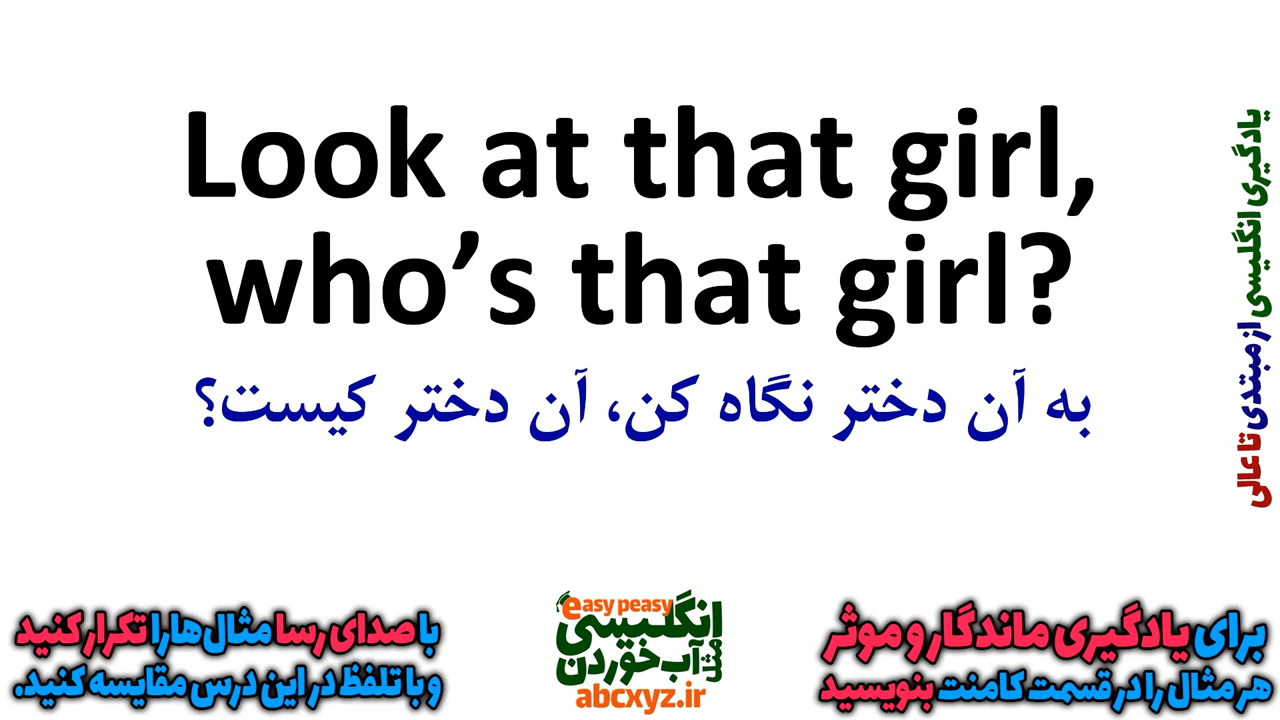 Look at that girl,
who’s that girl?
به آن دختر نگاه کن، آن دختر کیست؟
یادگیری انگلیسی از مبتدی تا عالی
برای یادگیری ماندگار و موثر
هر مثال را در قسمت کامنت بنویسید
easy peasy
انگلیسی
مثل
آب خوردن
abcxyz.ir
با صدای رسا مثال‌ها را تکرار کنید
و با تلفظ در این درس مقایسه کنید.